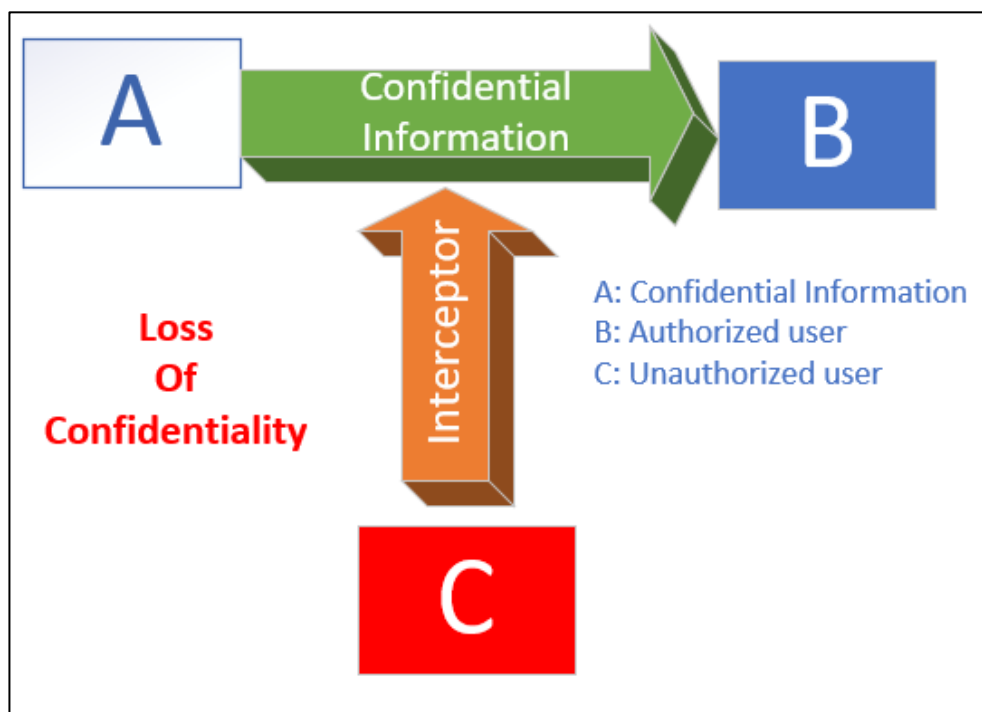 A
Confidential
Information
B
Interceptor
A: Confidential Information
B: Authorized user
C: Unauthorized user
Loss
Of
Confidentiality
C